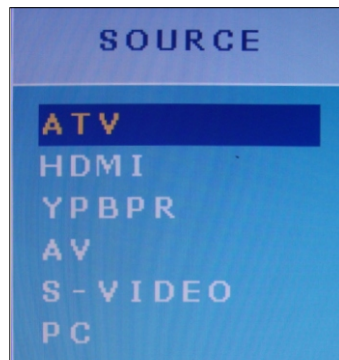 SOURCE
ATV
HDMI
YPBPR
AV
S-VIDEO
PC